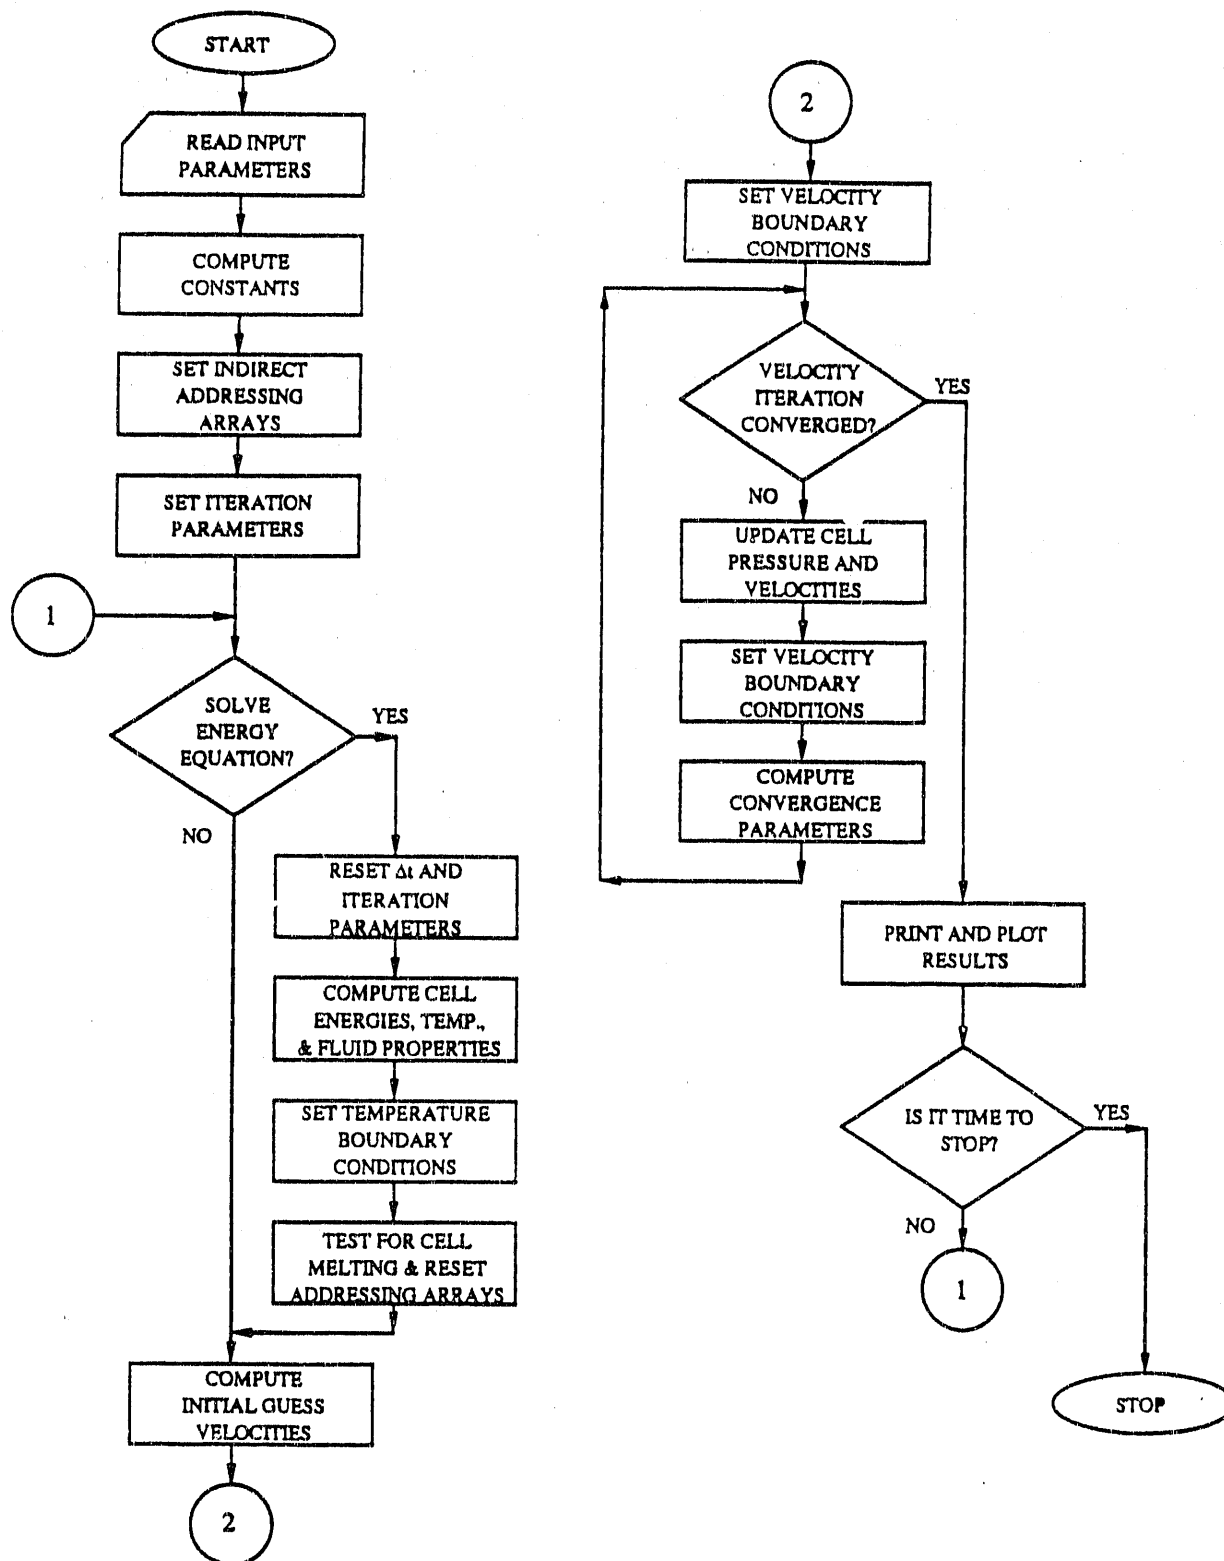 START
READ INPUT
PARAMETERS
COMPUTE
CONSTANTS
SET INDIRECT
ADDRESSING
ARRAYS
SET ITERATION
PARAMETERS
1
SOLVE
ENERGY
EQUATION?
YES
NO
RESET Δt AND
ITERATION
PARAMETERS
COMPUTE CELL
ENERGIES, TEMP.,
& FLUID PROPERTIES
SET TEMPERATURE
BOUNDARY
CONDITIONS
TEST FOR CELL
MELTING & RESET
ADDRESSING ARRAYS
COMPUTE
INITIAL GUESS
VELOCITIES
2
2
SET VELOCITY
BOUNDARY
CONDITIONS
VELOCITY
ITERATION
CONVERGED?
YES
NO
UPDATE CELL
PRESSURE AND
VELOCITIES
SET VELOCITY
BOUNDARY
CONDITIONS
COMPUTE
CONVERGENCE
PARAMETERS
PRINT AND PLOT
RESULTS
IS IT TIME TO
STOP?
YES
NO
1
STOP